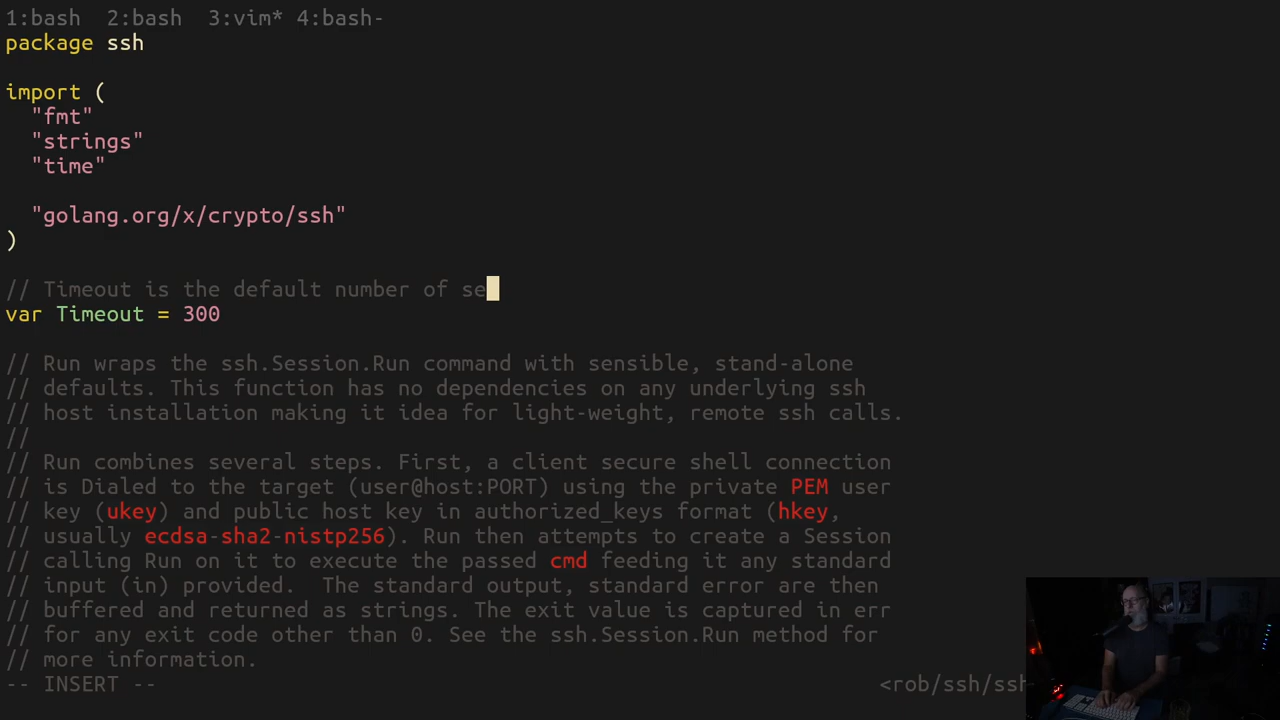 1:bash  2:bash  3:vim* 4:bash-
package ssh
import (
"fmt"
"strings"
"time"
"golang.org/x/crypto/ssh"
)
// Timeout is the default number of se
var Timeout = 300
// Run wraps the ssh.Session.Run command with sensible, stand-alone
// defaults. This function has no dependencies on any underlying ssh
// host installation making it idea for light-weight, remote ssh calls.
//
// Run combines several steps. First, a client secure shell connection
// is Dialed to the target (user@host:PORT) using the private PEM user
// key (ukey) and public host key in authorized_keys format (hkey,
// usually ecdsa-sha2-nistp256). Run then attempts to create a Session
// calling Run on it to execute the passed cmd feeding it any standard
// input (in) provided.  The standard output, standard error are then
// buffered and returned as strings. The exit value is captured in err
// for any exit code other than 0. See the ssh.Session.Run method for
// more information.
-- INSERT --    <rob/ssh/ssh